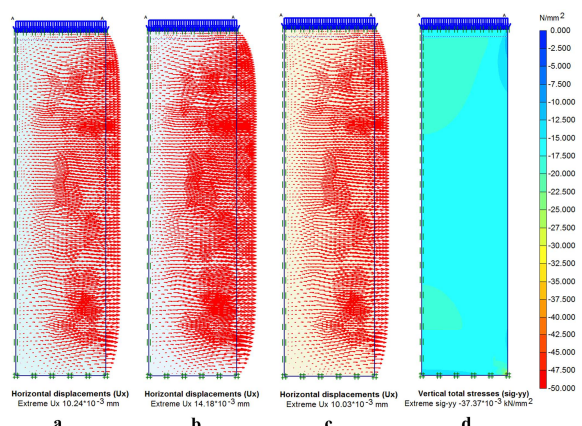 N/mm2
A A A A A A A A
0.000
-2.500
-5.000
-7.500
-10.000
-12.500
-15.000
-17.500
-20.000
-22.500
-25.000
-27.500
-30.000
-32.500
-35.000
-37.500
-40.000
-42.500
-45.000
-47.500
-50.000
Horizontal displacements (Ux)
Extreme Ux 10.24*10-3 mm
Horizontal displacements (Ux)
Extreme Ux 14.18*10-3 mm
Horizontal displacements (Ux)
Extreme Ux 10.03*10-3 mm
Vertical total stresses (sig-yy)
Extreme sig-yy -37.37*10-3 kN/mm2
a b c d